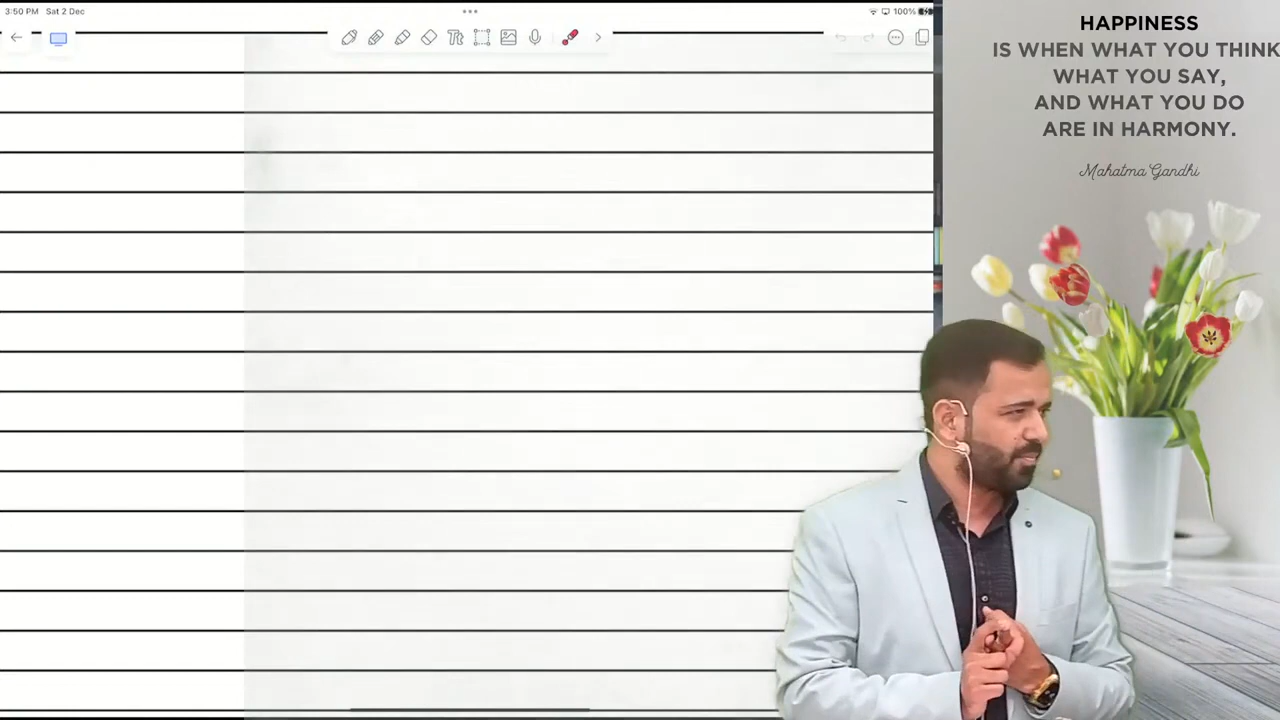 3:50 PM Sat 2 Dec
100%
HAPPINESS
IS WHEN WHAT YOU THINK
WHAT YOU SAY,
AND WHAT YOU DO
ARE IN HARMONY.
Mahatma Gandhi